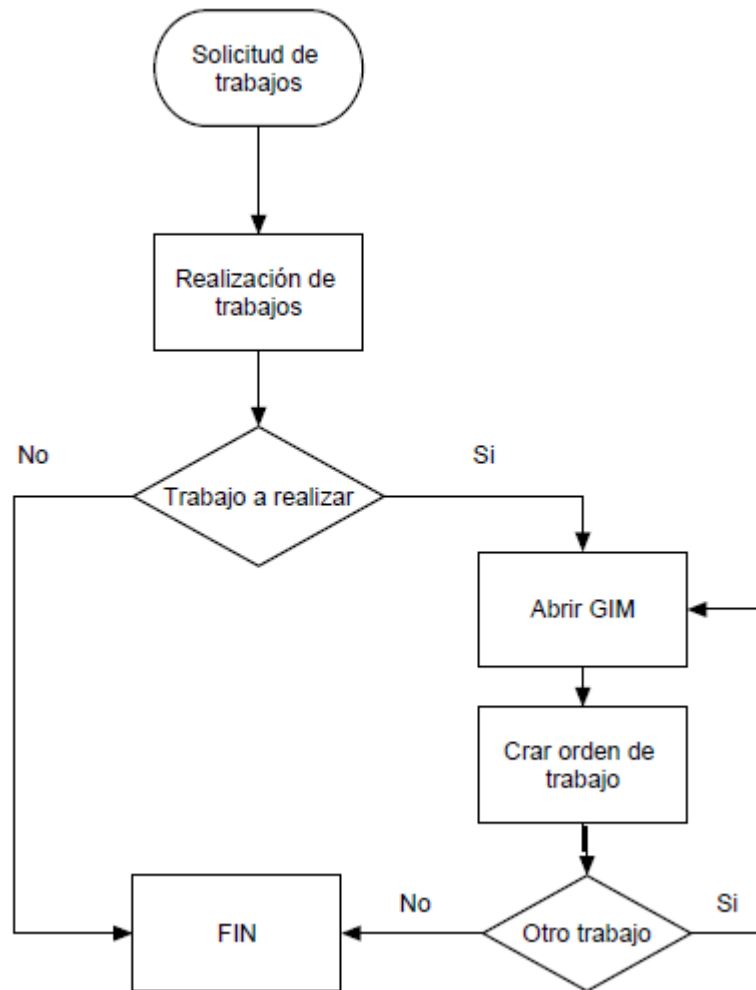 Solicitud de
trabajos
Realización de
trabajos
No
Si
Trabajo a realizar
Abrir GIM
Crar orden de
trabajo
FIN
No
Otro trabajo
Si